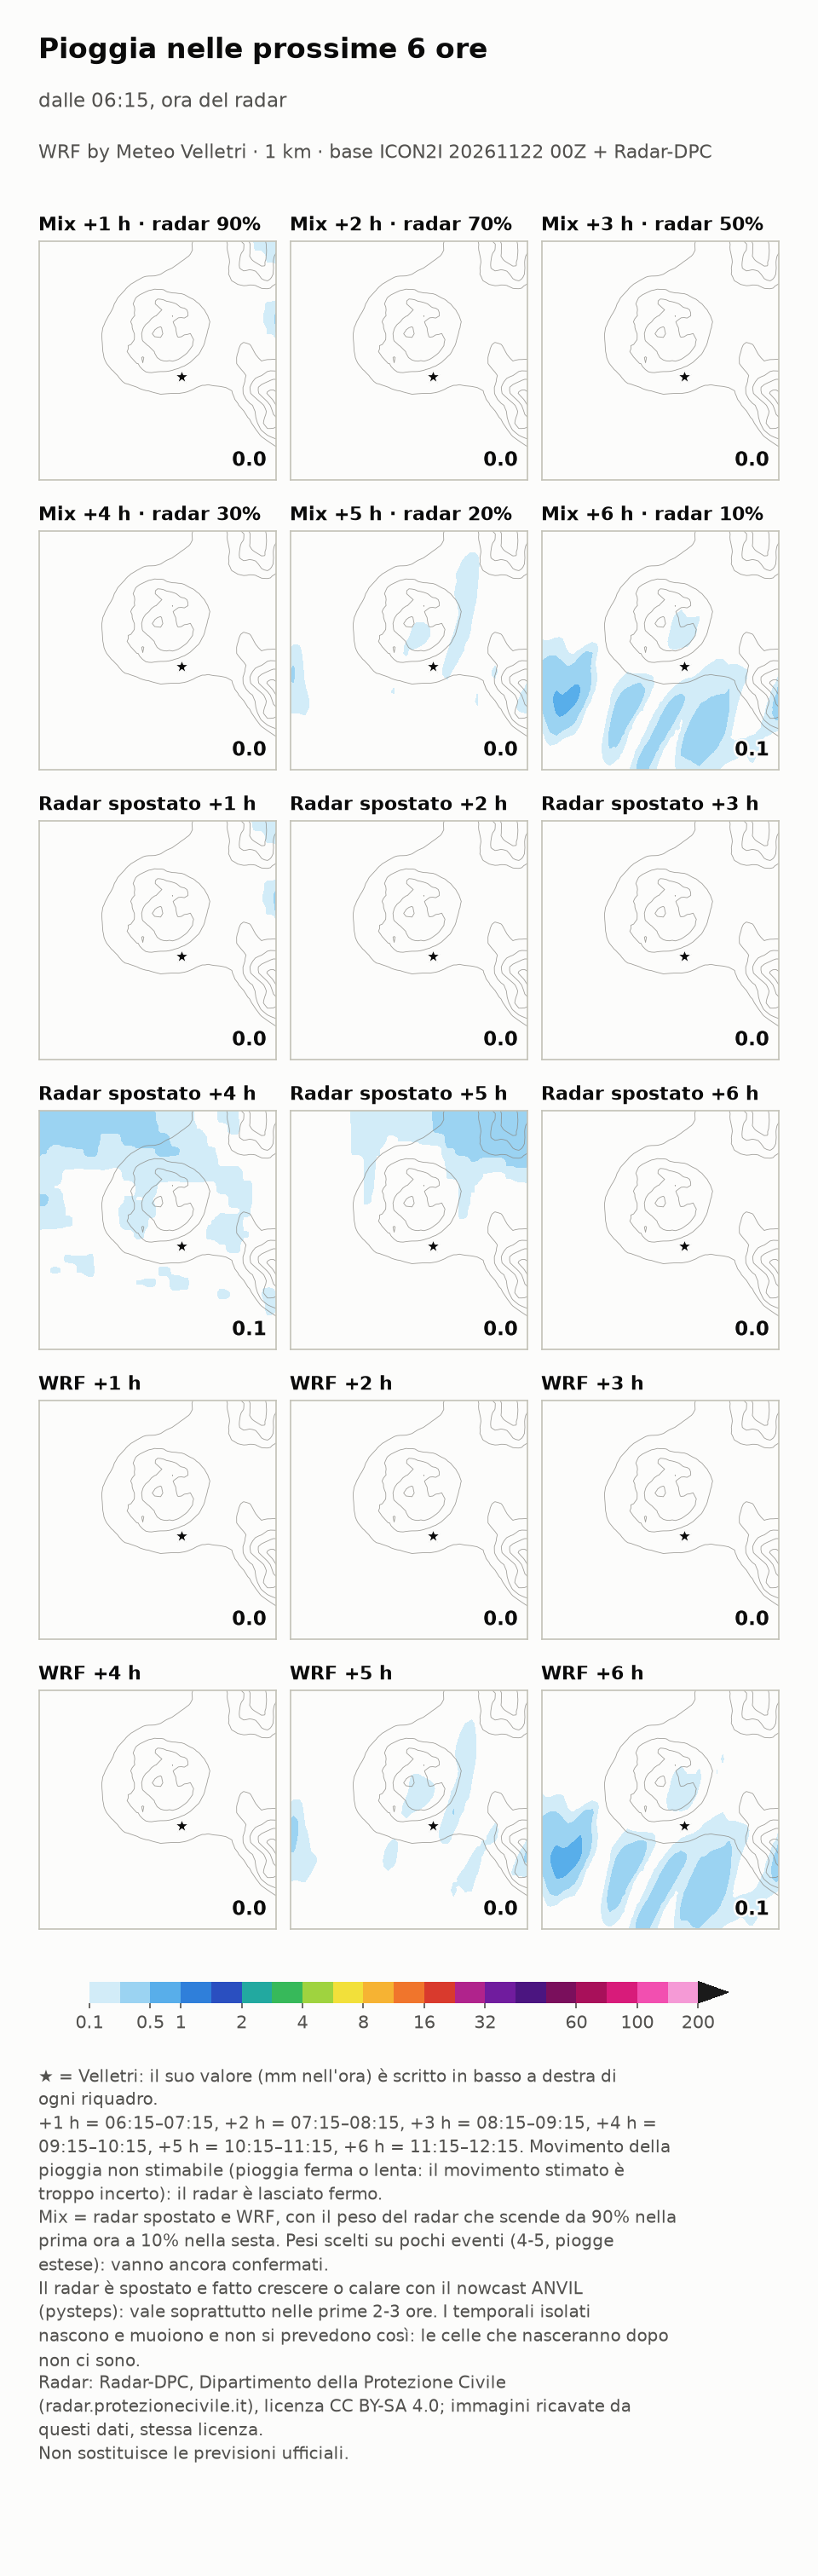 Pioggia nelle prossime 6 ore
dalle 06:15, ora del radar
WRF by Meteo Velletri · 1 km · base ICON2I 20261122 00Z + Radar-DPC
Mix +1 h · radar 90% Mix +2 h · radar 70% Mix +3 h · radar 50%
0.0 0.0 0.0
Mix +4 h · radar 30% Mix +5 h · radar 20% Mix +6 h · radar 10%
0.0 0.0 0.1
Radar spostato +1 h Radar spostato +2 h Radar spostato +3 h
0.0 0.0 0.0
Radar spostato +4 h Radar spostato +5 h Radar spostato +6 h
0.1 0.0 0.0
WRF +1 h WRF +2 h WRF +3 h
0.0 0.0 0.0
WRF +4 h WRF +5 h WRF +6 h
0.0 0.0 0.1
0.1 0.5 1 2 4 8 16 32 60 100 200
★ = Velletri: il suo valore (mm nell'ora) è scritto in basso a destra di
ogni riquadro.
+1 h = 06:15–07:15, +2 h = 07:15–08:15, +3 h = 08:15–09:15, +4 h =
09:15–10:15, +5 h = 10:15–11:15, +6 h = 11:15–12:15. Movimento della
pioggia non stimabile (pioggia ferma o lenta: il movimento stimato è
troppo incerto): il radar è lasciato fermo.
Mix = radar spostato e WRF, con il peso del radar che scende da 90% nella
prima ora a 10% nella sesta. Pesi scelti su pochi eventi (4-5, piogge
estese): vanno ancora confermati.
Il radar è spostato e fatto crescere o calare con il nowcast ANVIL
(pysteps): vale soprattutto nelle prime 2-3 ore. I temporali isolati
nascono e muoiono e non si prevedono così: le celle che nasceranno dopo
non ci sono.
Radar: Radar-DPC, Dipartimento della Protezione Civile
(radar.protezionecivile.it), licenza CC BY-SA 4.0; immagini ricavate da
questi dati, stessa licenza.
Non sostituisce le previsioni ufficiali.